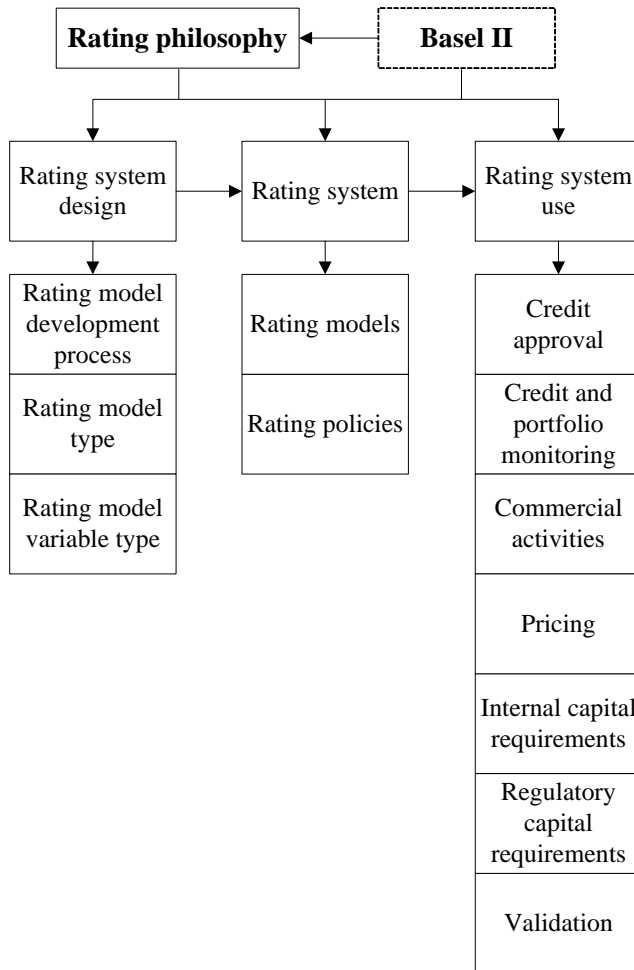 Rating philosophy
Basel II
Rating system
design
Rating system
Rating system
use
Rating model
development
process
Rating model
type
Rating model
variable type
Rating models
Rating policies
Credit
approval
Credit and
portfolio
monitoring
Commercial
activities
Pricing
Internal capital
requirements
Regulatory
capital
requirements
Validation